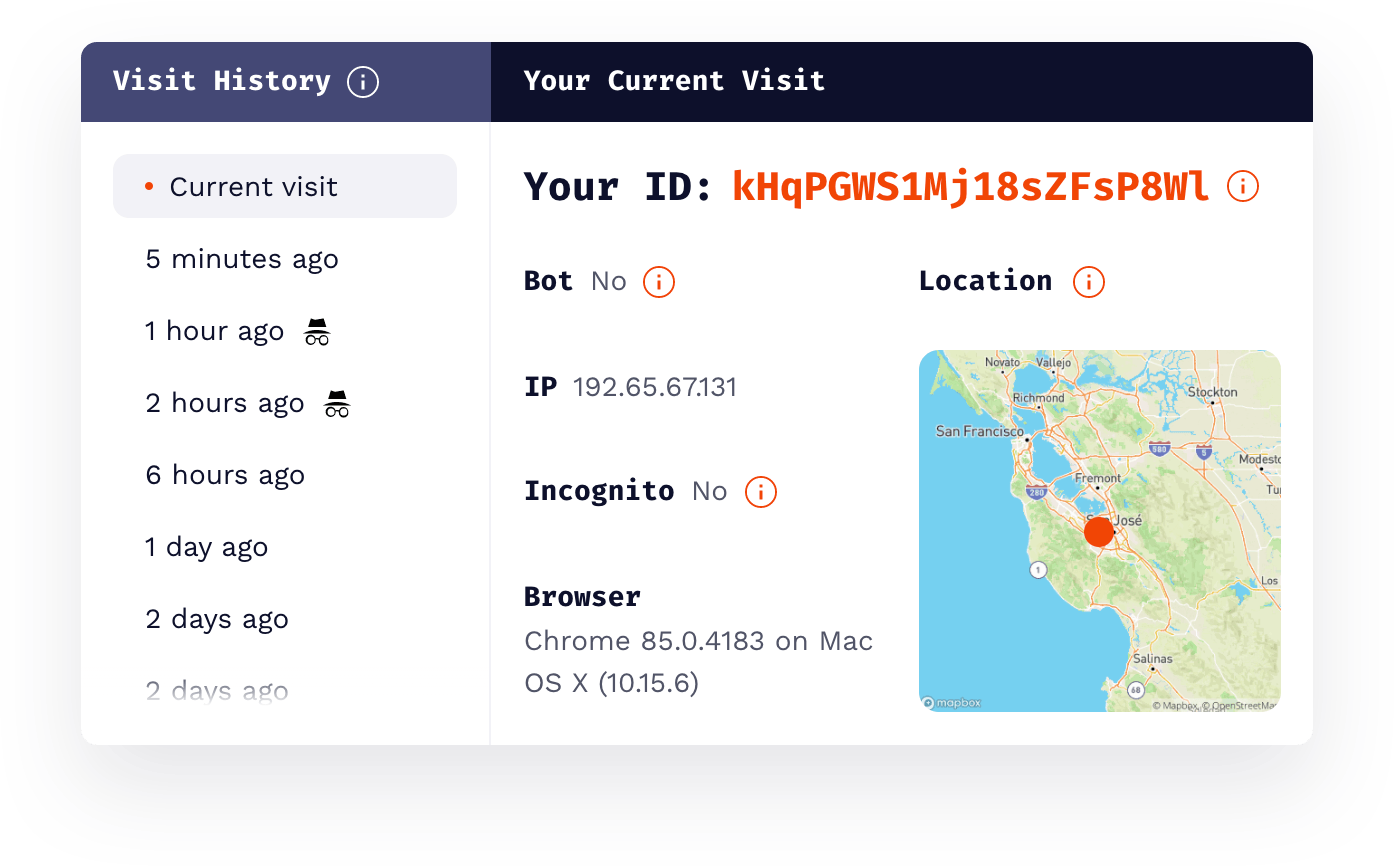 Visit History
Your Current Visit
Current visit
5 minutes ago
1 hour ago
2 hours ago
6 hours ago
1 day ago
2 days ago
2 days ago
Your ID: kHqPGWS1Mj18sZFsP8Wl
Bot No
IP 192.65.67.131
Incognito No
Browser
Chrome 85.0.4183 on Mac
OS X (10.15.6)
Location
Novato
Vallejo
Richmond
Stockton
San Francisco
580
5
Modesto
Fremont
280
José
1
Los
Salinas
68
mapbox
© Mapbox, © OpenStreetMap